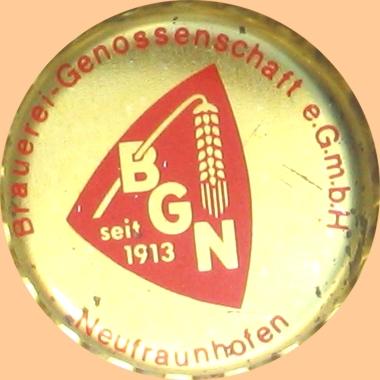 Brauerei-Genossenschaft e.G.m.b.H
BGN
seit
1913
Neufraunhofen